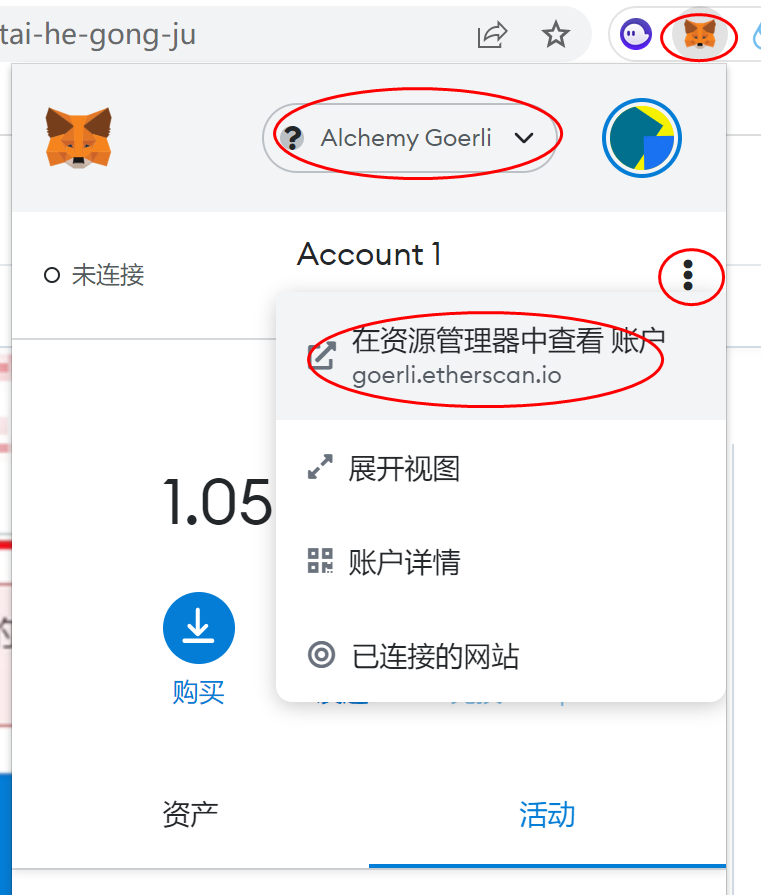 tai-he-gong-ju
Alchemy Goerli
Account 1
未连接
在资源管理器中查看 账户
goerli.etherscan.io
展开视图
1.05
账户详情
已连接的网站
购买
资产
活动